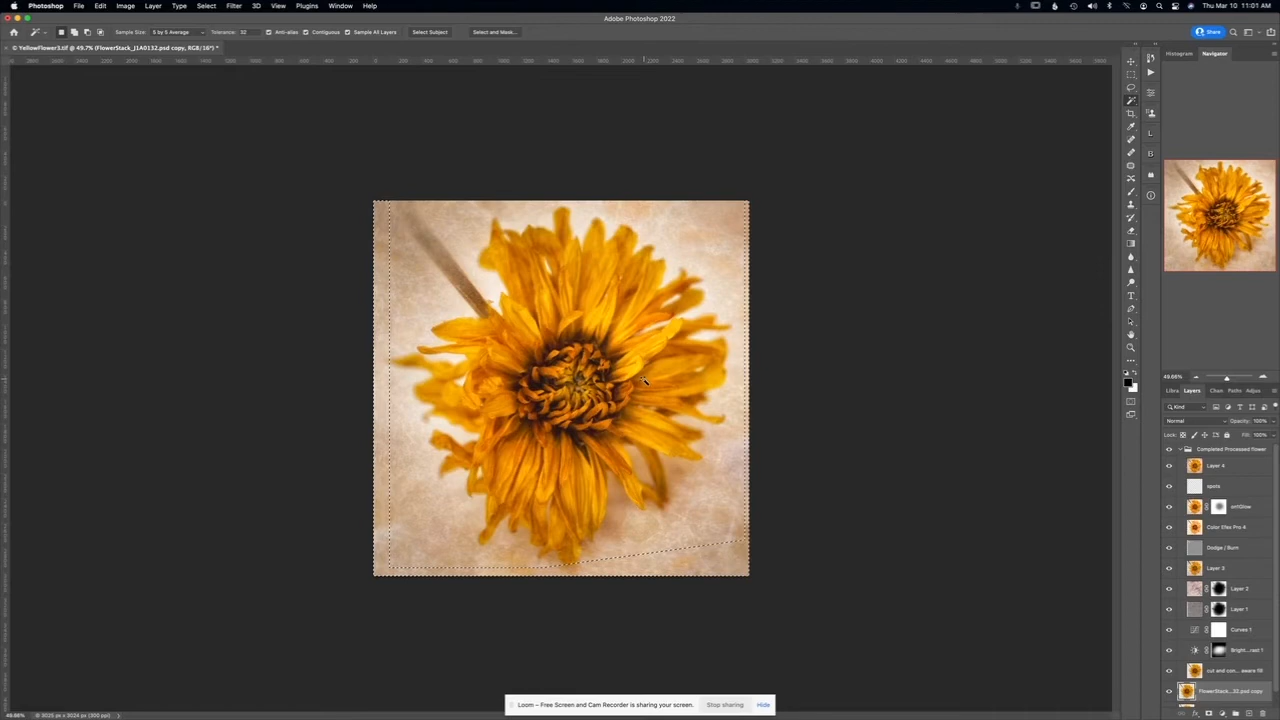 Photoshop File Edit Image Layer Type Select Filter 3D View Plugins Window Help Thu Mar 10 11:01 AM
Adobe Photoshop 2022
Sample Size: 5 by 5 Average Tolerance: 32 Anti-alias Contiguous Sample All Layers Select Subject Select and Mask... Share
© YellowFlower3.tif @ 49.7% (FlowerStack_J1A0132.psd copy, RGB/16*) *
Histogram Navigator
L
B
49.66%
Libra Layers Chan Paths Adjus
Kind
Normal Opacity: 100%
Lock: Fill: 100%
Completed Processed flower
Layer 4
spots
ortGlow
Color Efex Pro 4
Dodge / Burn
Layer 3
Layer 2
Layer 1
Curves 1
Bright...rast 1
cut and con... aware fill
FlowerStack...32.psd copy
Loom – Free Screen and Cam Recorder is sharing your screen. Stop sharing Hide
49.66% © 3025 px x 3024 px (300 ppi)